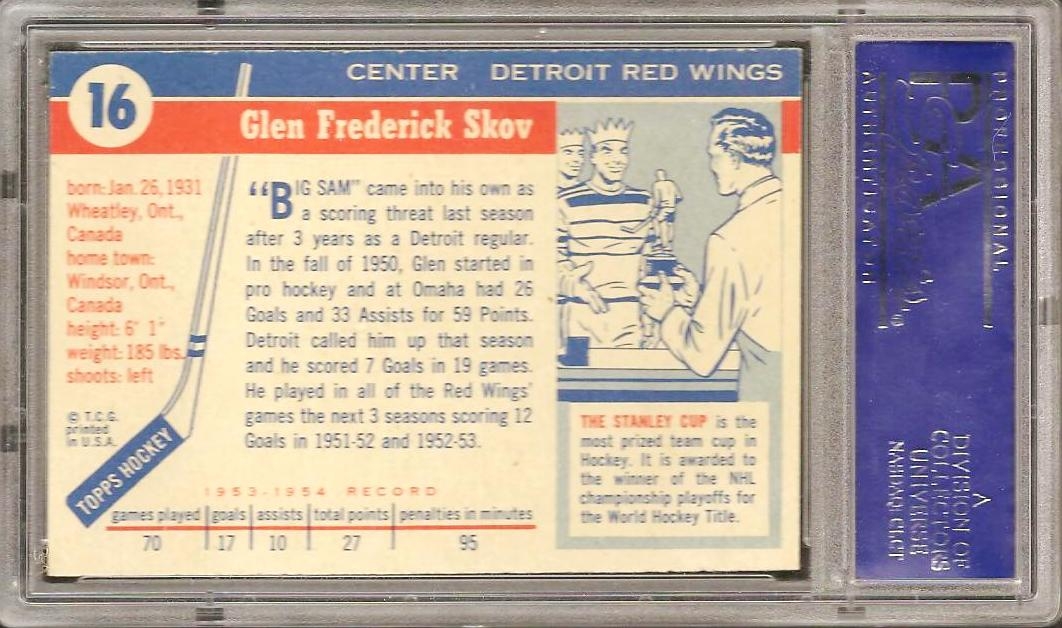 16
CENTER DETROIT RED WINGS
Glen Frederick Skov
born: Jan. 26, 1931
Wheatley, Ont.,
Canada
home town:
Windsor, Ont.,
Canada
height: 6' 1"
weight: 185 lbs.
shoots: left
© T.C.G.
printed
in U.S.A.
TOPPS HOCKEY
"BIG SAM" came into his own as
a scoring threat last season
after 3 years as a Detroit regular.
In the fall of 1950, Glen started in
pro hockey and at Omaha had 26
Goals and 33 Assists for 59 Points.
Detroit called him up that season
and he scored 7 Goals in 19 games.
He played in all of the Red Wings'
games the next 3 seasons scoring 12
Goals in 1951-52 and 1952-53.
THE STANLEY CUP is the
most prized team cup in
Hockey. It is awarded to
the winner of the NHL
championship playoffs for
the World Hockey Title.
1953-1954 RECORD
games played goals assists total points penalties in minutes
70 17 10 27 95
PSA
PROFESSIONAL
AUTHENTICATION
A
DIVISION OF
COLLECTORS
UNIVERSE
NASDAQ: CLCT